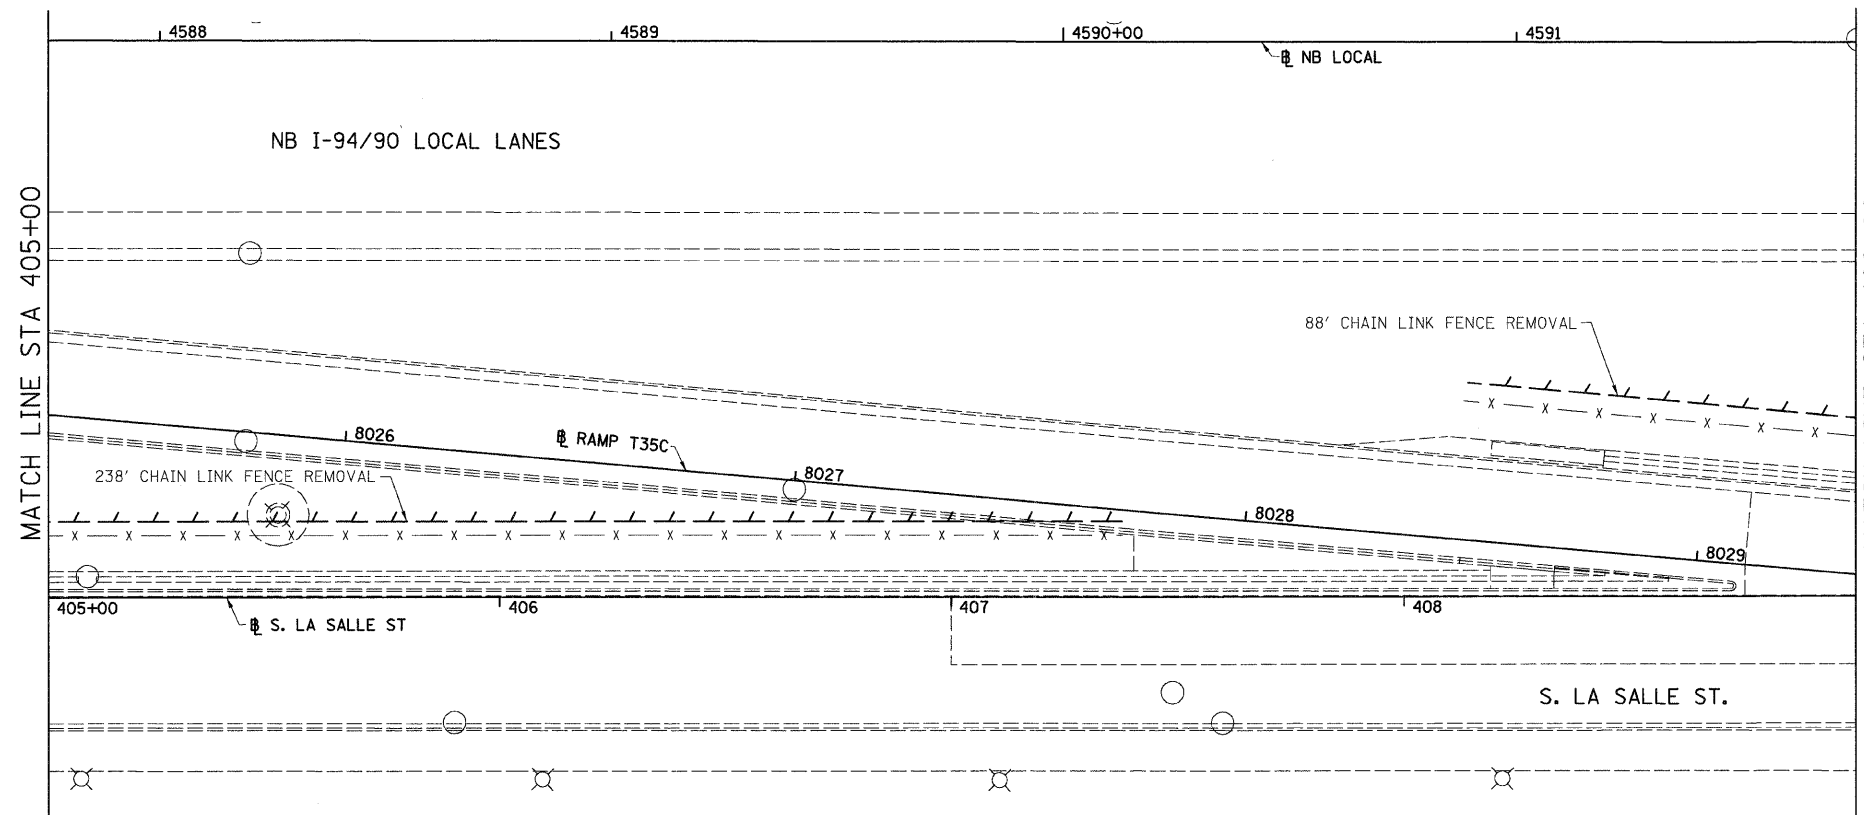 4588
4589
4590+00
4591
℄ NB LOCAL
NB I-94/90 LOCAL LANES
MATCH LINE STA 405+00
88' CHAIN LINK FENCE REMOVAL
8026
℄ RAMP T35C
238' CHAIN LINK FENCE REMOVAL
8027
8028
8029
405+00
406
407
408
℄ S. LA SALLE ST
S. LA SALLE ST.